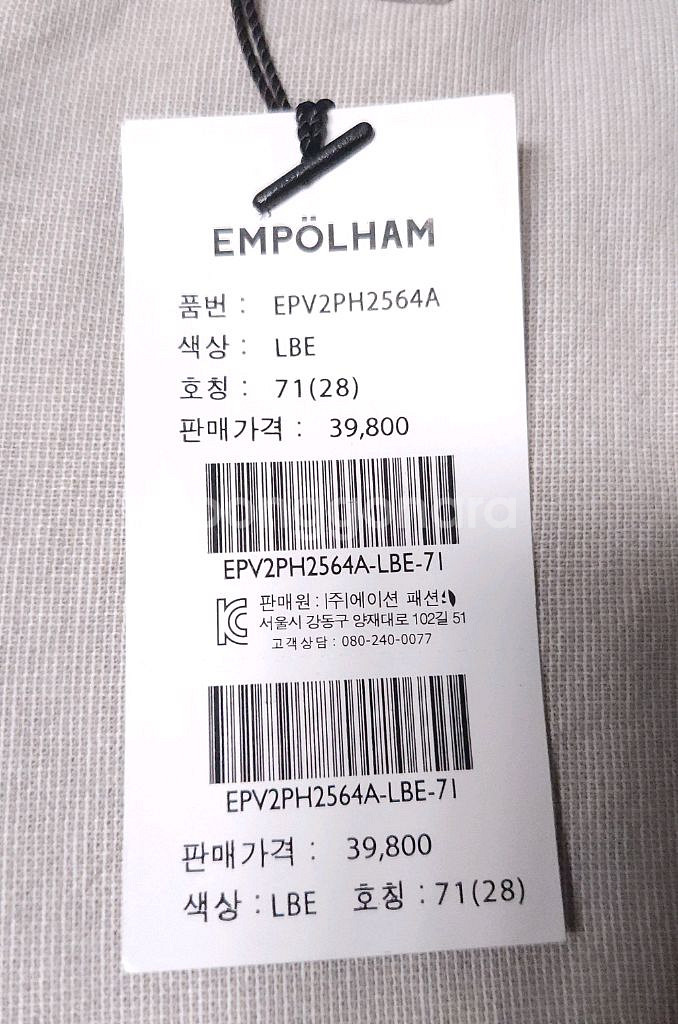 EMPÖLHAM
품번 : EPV2PH2564A
색상 : LBE
호칭 : 71(28)
판매가격 : 39,800
EPV2PH2564A-LBE-71
판매원 : (주)에이션 패션
서울시 강동구 양재대로 102길 51
고객상담 : 080-240-0077
EPV2PH2564A-LBE-71
판매가격 : 39,800
색상 : LBE 호칭 : 71(28)